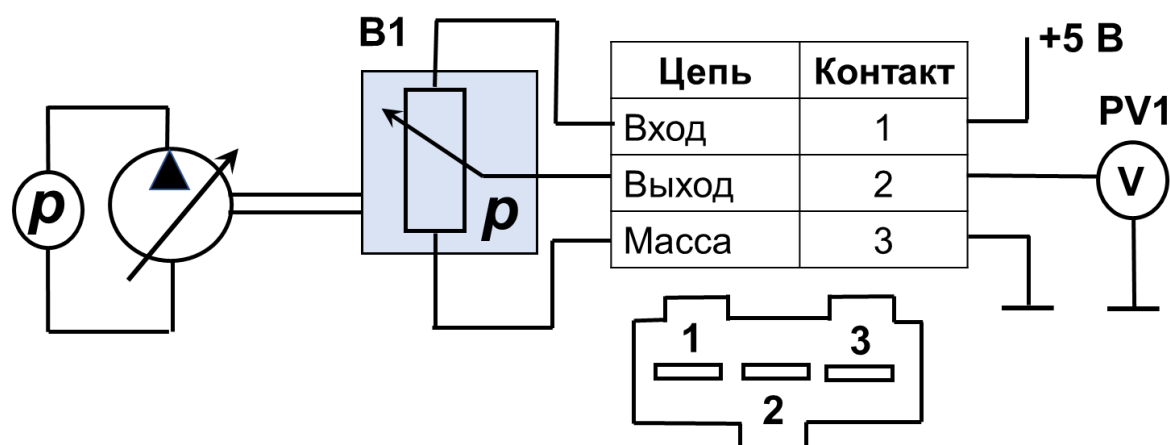 B1
+5 В
Цепь Контакт
PV1
Вход 1
Выход 2
V
p
p
Масса 3
1 3
2